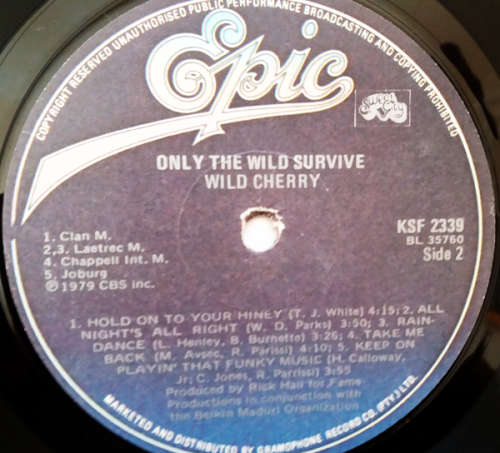 COPYRIGHT RESERVED UNAUTHORISED PUBLIC PERFORMANCE BROADCASTING AND COPYING PROHIBITED
Epic
Sweet City
ONLY THE WILD SURVIVE
WILD CHERRY
1. Clan M.
2,3. Laetrec M.
4. Chappell Int. M.
5. Joburg
℗ 1979 CBS Inc.
KSF 2339
BL 35760
Side 2
1. HOLD ON TO YOUR HINEY (T. J. White) 4:15; 2. ALL
NIGHT'S ALL RIGHT (W. D. Parks) 3:50; 3. RAIN-
DANCE (L. Henley, B. Burnette) 3:26; 4. TAKE ME
BACK (M. Avsec, R. Parissi) 4:10; 5. KEEP ON
PLAYIN' THAT FUNKY MUSIC (H. Calloway,
Jr; C. Jones, R. Parissi) 3:55
Produced by Rick Hall for Fame
Productions in conjunction with
the Belkin Maduri Organization
MARKETED AND DISTRIBUTED BY GRAMOPHONE RECORD CO. (PTY) LTD.